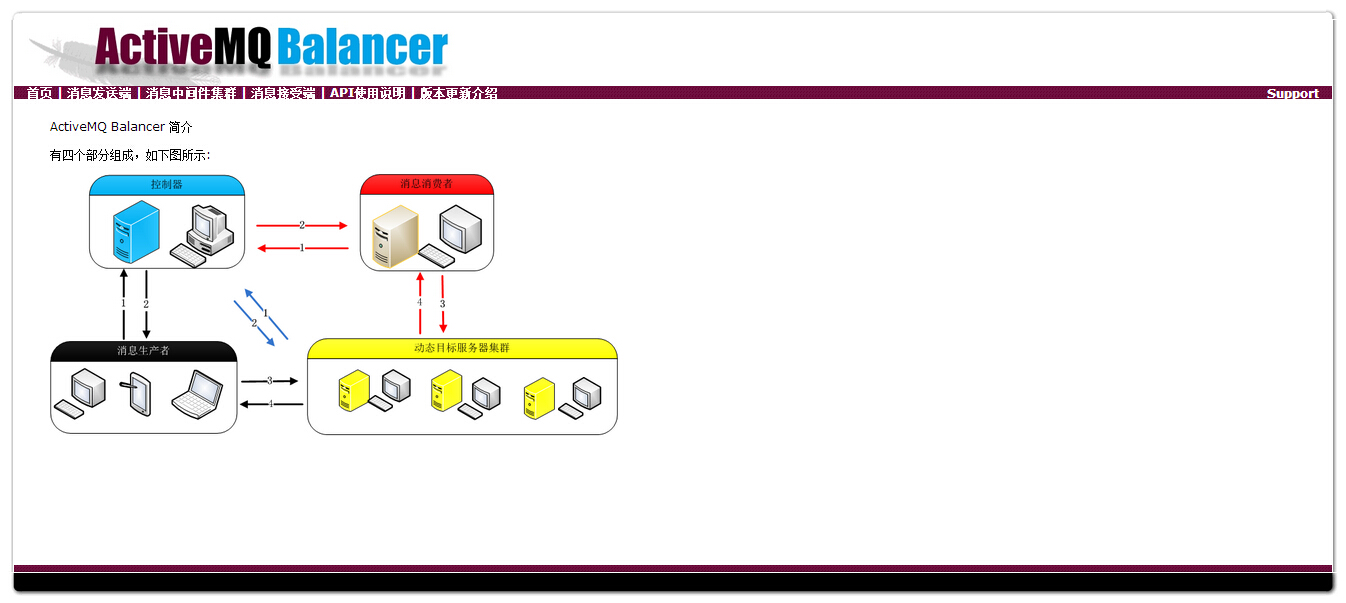 ActiveMQ Balancer
首页 | 消息发送端 | 消息中间件集群 | 消息接受端 | API使用说明 | 版本更新介绍 Support
ActiveMQ Balancer 简介
有四个部分组成，如下图所示:
控制器 消息消费者
2
1
1 2
4 3
1
2
消息生产者 动态目标服务器集群
3
4